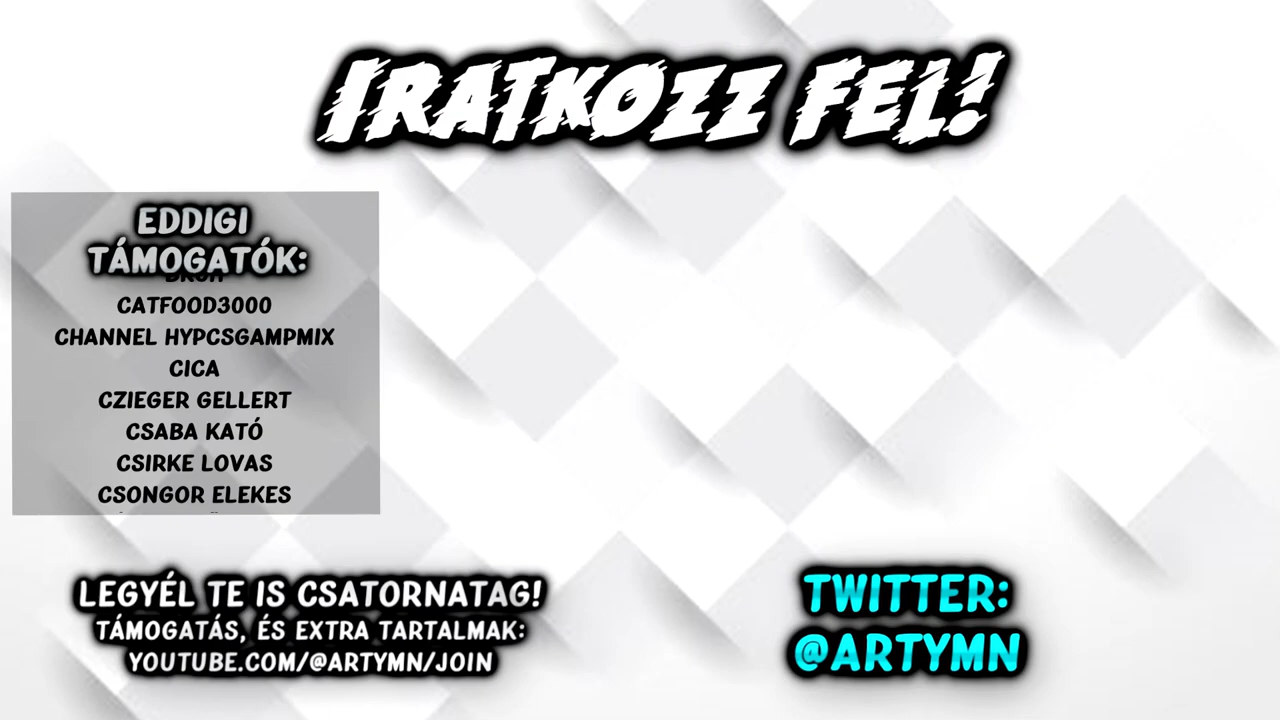 IRATKOZZ FEL!
EDDIGI
TÁMOGATÓK:
CATFOOD3000
CHANNEL HYPCSGAMPMIX
CICA
CZIEGER GELLERT
CSABA KATÓ
CSIRKE LOVAS
CSONGOR ELEKES
LEGYÉL TE IS CSATORNATAG!
TÁMOGATÁS, ÉS EXTRA TARTALMAK:
YOUTUBE.COM/@ARTYMN/JOIN
TWITTER:
@ARTYMN